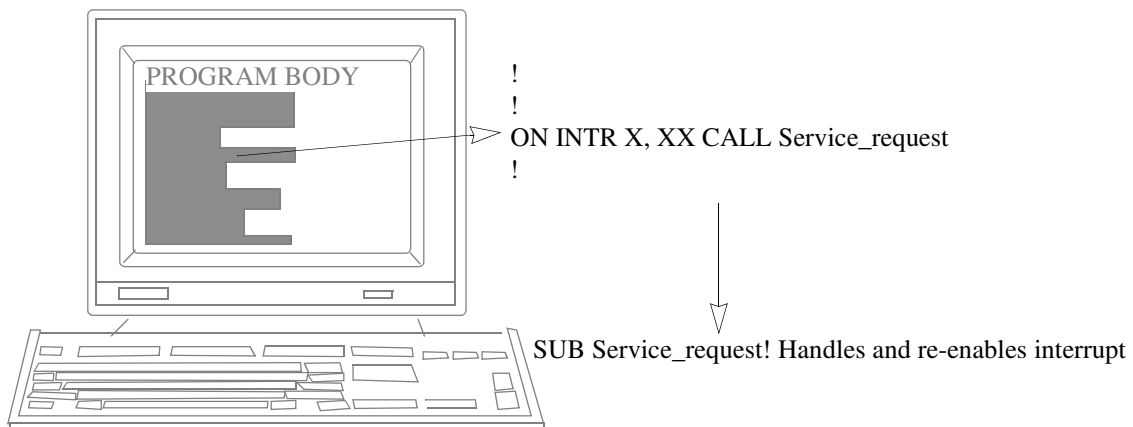 PROGRAM BODY
!
!
ON INTR X, XX CALL Service_request
!
SUB Service_request! Handles and re-enables interrupt